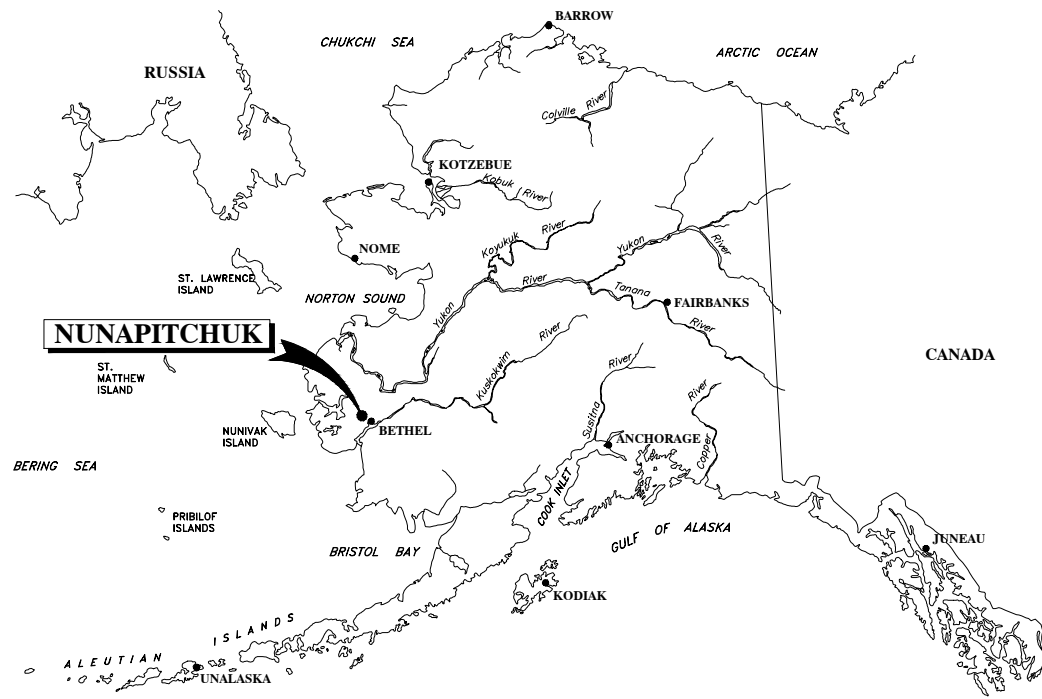 BARROW
CHUKCHI SEA
ARCTIC OCEAN
RUSSIA
Colville River
KOTZEBUE
Kobuk River
NOME
Koyukuk River
Yukon River
ST. LAWRENCE
ISLAND
NORTON SOUND
River
Tanana
FAIRBANKS
Yukon
River
NUNAPITCHUK
River
CANADA
ST.
MATTHEW
ISLAND
Kuskokwim
River
River
NUNIVAK
ISLAND
BETHEL
Susitna
ANCHORAGE
Copper
BERING SEA
COOK INLET
PRIBILOF
ISLANDS
GULF OF ALASKA
BRISTOL BAY
JUNEAU
KODIAK
ALEUTIAN ISLANDS
UNALASKA